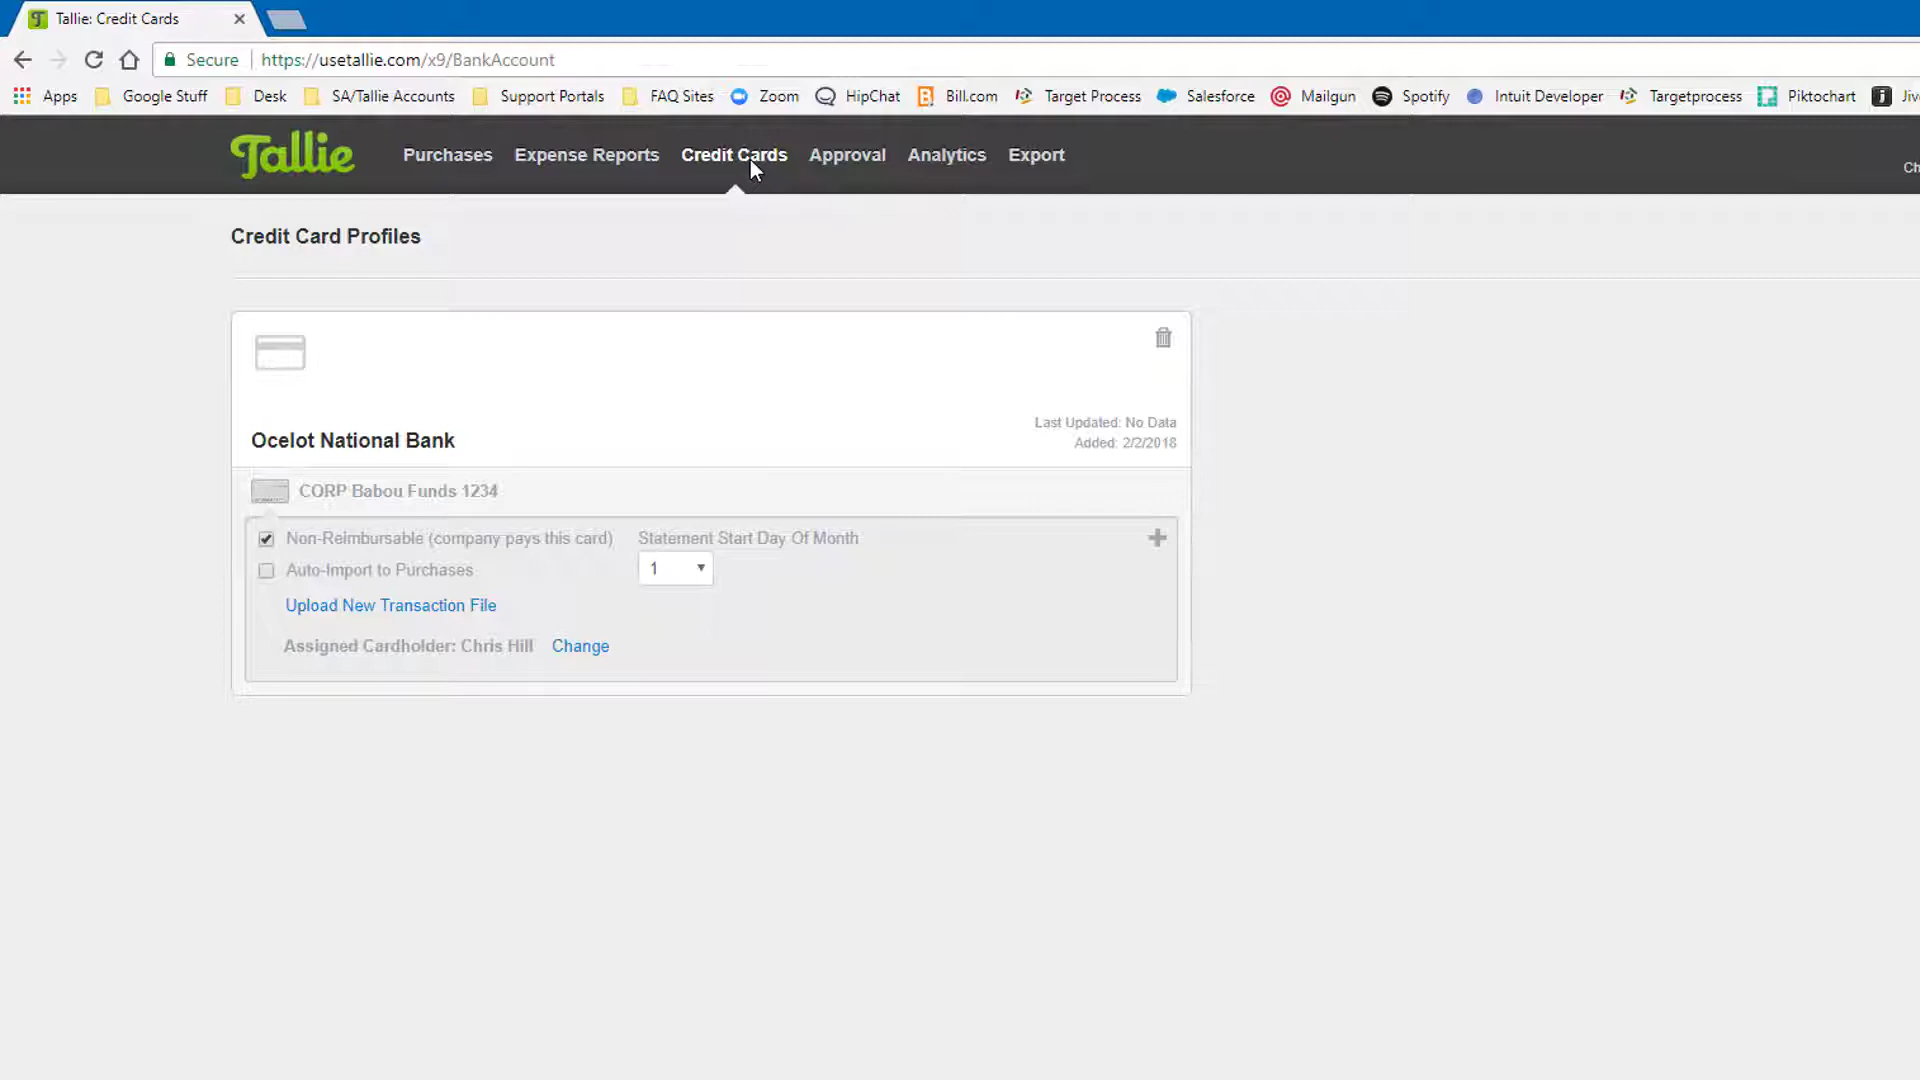 Tallie: Credit Cards
Secure https://usetallie.com/x9/BankAccount
Apps Google Stuff Desk SA/Tallie Accounts Support Portals FAQ Sites Zoom HipChat Bill.com Target Process Salesforce Mailgun Spotify Intuit Developer Targetprocess Piktochart Jive
Tallie Purchases Expense Reports Credit Cards Approval Analytics Export
Ch
Credit Card Profiles
Last Updated: No Data
Ocelot National Bank
Added: 2/2/2018
CORP Babou Funds 1234
Non-Reimbursable (company pays this card) Statement Start Day Of Month
Auto-Import to Purchases 1
Upload New Transaction File
Assigned Cardholder: Chris Hill Change